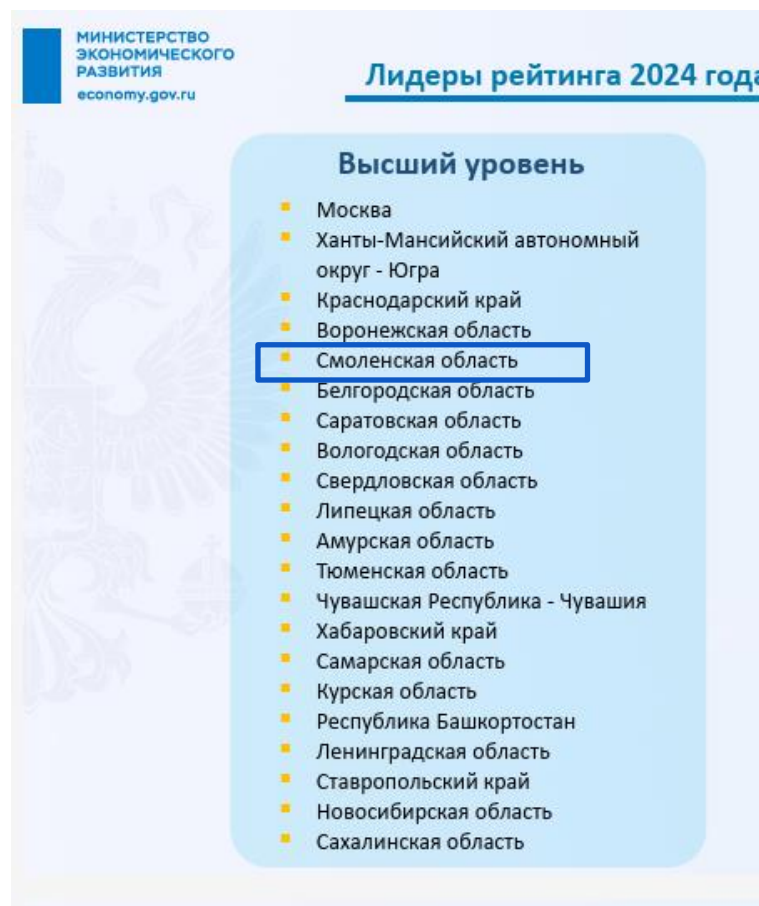 МИНИСТЕРСТВО
ЭКОНОМИЧЕСКОГО
РАЗВИТИЯ
economy.gov.ru
Лидеры рейтинга 2024 года
Высший уровень
Москва
Ханты-Мансийский автономный
округ - Югра
Краснодарский край
Воронежская область
Смоленская область
Белгородская область
Саратовская область
Вологодская область
Свердловская область
Липецкая область
Амурская область
Тюменская область
Чувашская Республика - Чувашия
Хабаровский край
Самарская область
Курская область
Республика Башкортостан
Ленинградская область
Ставропольский край
Новосибирская область
Сахалинская область